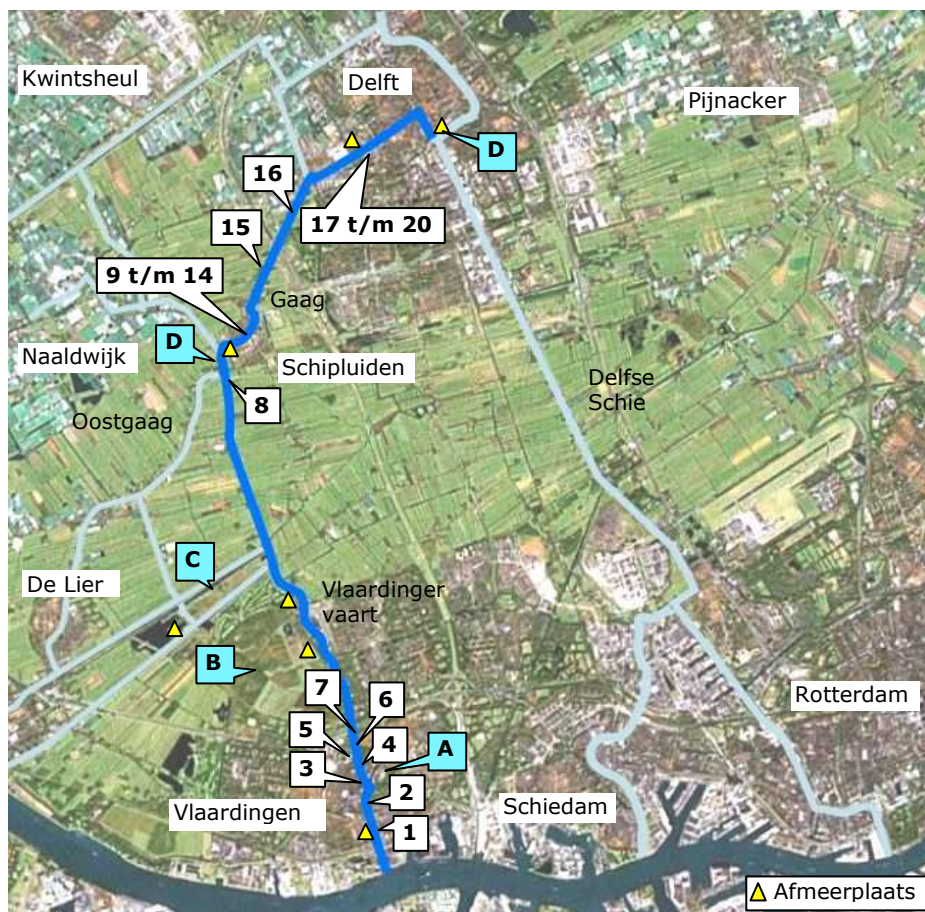 Kwintsheul
Delft
Pijnacker
D
16
17 t/m 20
15
9 t/m 14
Gaag
D
Naaldwijk
Schipluiden
8
Oostgaag
Delfse
Schie
C
De Lier
Vlaardinger
vaart
B
7
6
Rotterdam
5
4
A
3
2
Vlaardingen
Schiedam
1
Afmeerplaats